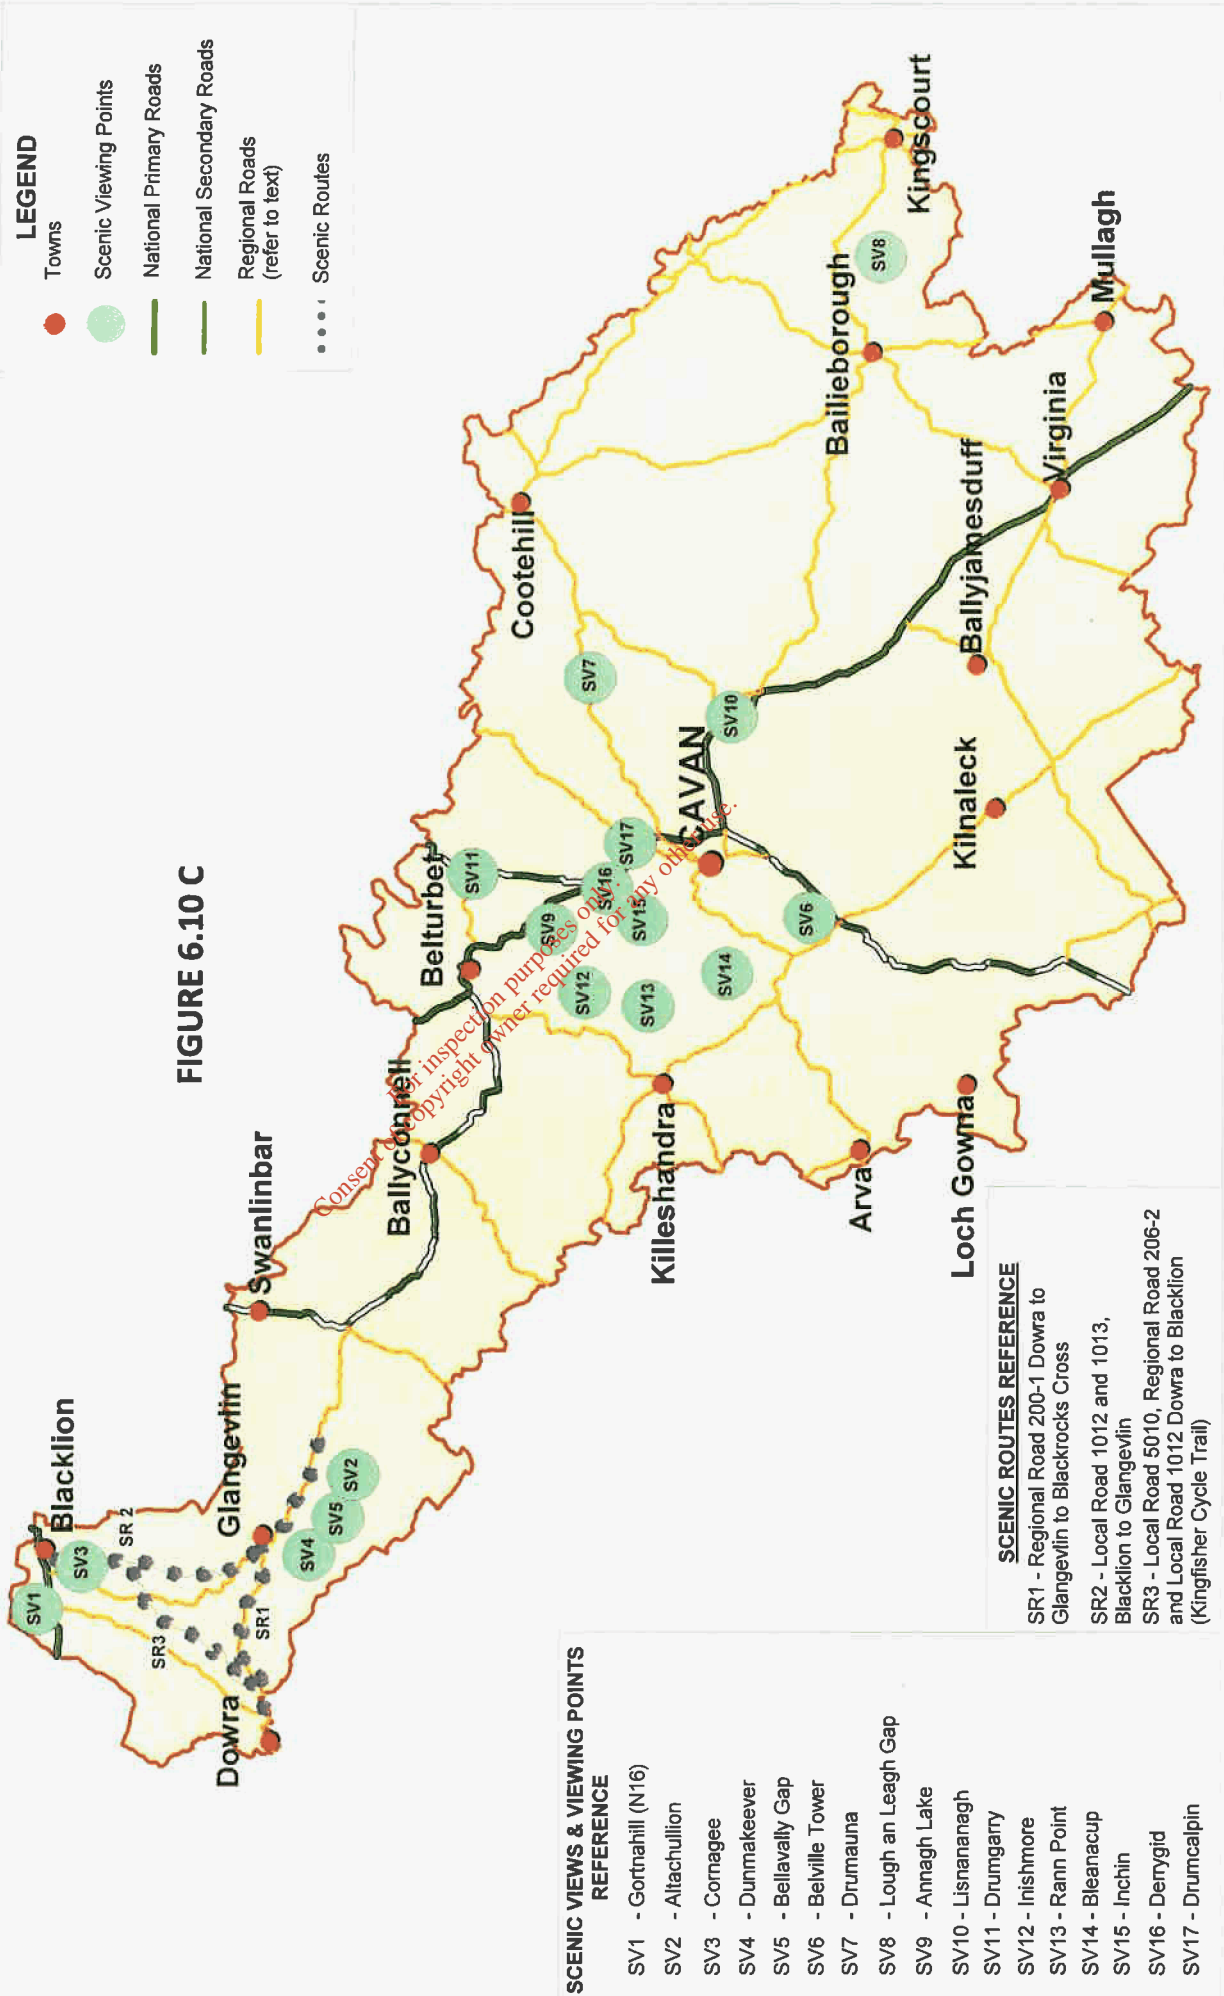 FIGURE 6.10 C
LEGEND
Towns
Scenic Viewing Points
National Primary Roads
National Secondary Roads
Regional Roads
(refer to text)
Scenic Routes
Blacklion
SV1
SV3
SR 2
SR3
Dowra
SR1
Glangevlin
SV4
SV5
SV2
Swanlinbar
Ballyconnell
Belturbet
SV11
SV9
SV16
SV17
SV12
SV15
SV13
SV14
SV6
Killeshandra
Arva
Loch Gowna
CAVAN
SV10
SV7
Cootehill
Kilnaleck
Ballyjamesduff
Virginia
Bailieborough
SV8
Kingscourt
Mullagh
For inspection purposes only.
Consent of copyright owner required for any other use.
SCENIC VIEWS & VIEWING POINTS
REFERENCE
SV1 - Gortnahill (N16)
SV2 - Altachullion
SV3 - Cornagee
SV4 - Dunmakeever
SV5 - Bellavally Gap
SV6 - Belville Tower
SV7 - Drumauna
SV8 - Lough an Leagh Gap
SV9 - Annagh Lake
SV10 - Lisnananagh
SV11 - Drumgarry
SV12 - Inishmore
SV13 - Rann Point
SV14 - Bleanacup
SV15 - Inchin
SV16 - Derrygid
SV17 - Drumcalpin
SCENIC ROUTES REFERENCE
SR1 - Regional Road 200-1 Dowra to
Glangevlin to Blackrocks Cross
SR2 - Local Road 1012 and 1013,
Blacklion to Glangevlin
SR3 - Local Road 5010, Regional Road 206-2
and Local Road 1012 Dowra to Blacklion
(Kingfisher Cycle Trail)